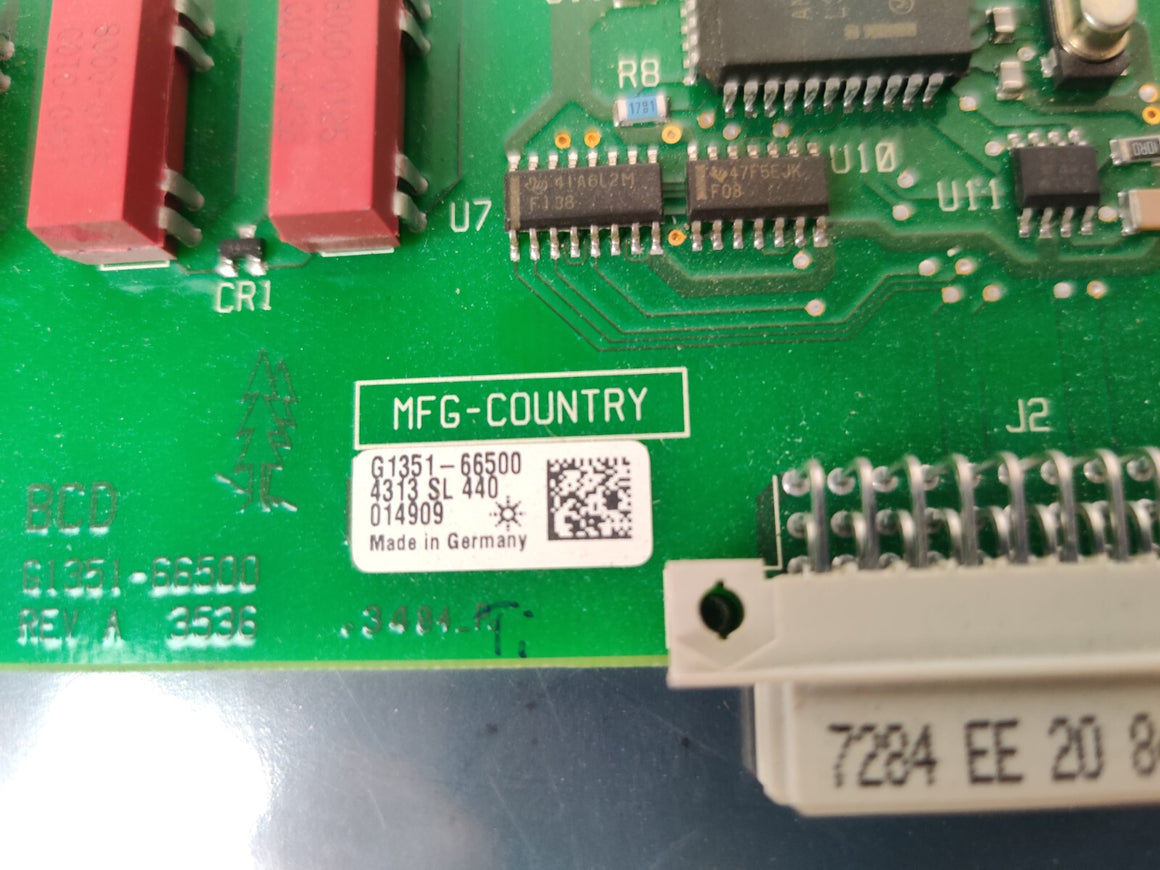 R8
1781
U10
U11
U7
41A6L2M
F138
47F5EJK
F08
CR1
MFG-COUNTRY
J2
G1351-66500
4313 SL 440
014909
Made in Germany
BCD
G1351-66500
REV A 3536
7284 EE 20